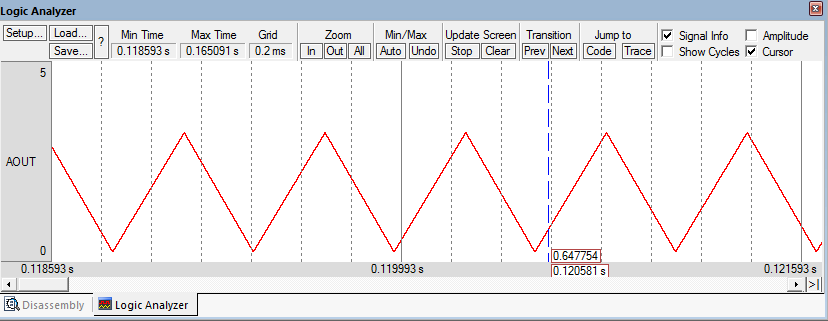 Logic Analyzer
Setup... Load... Save... ? Min Time Max Time Grid Zoom Min/Max Update Screen Transition Jump to Signal Info Amplitude
0.118593 s 0.165091 s 0.2 ms In Out All Auto Undo Stop Clear Prev Next Code Trace Show Cycles Cursor
5
AOUT
0
0.647754
0.118593 s 0.119993 s 0.120581 s 0.121593 s
Disassembly Logic Analyzer